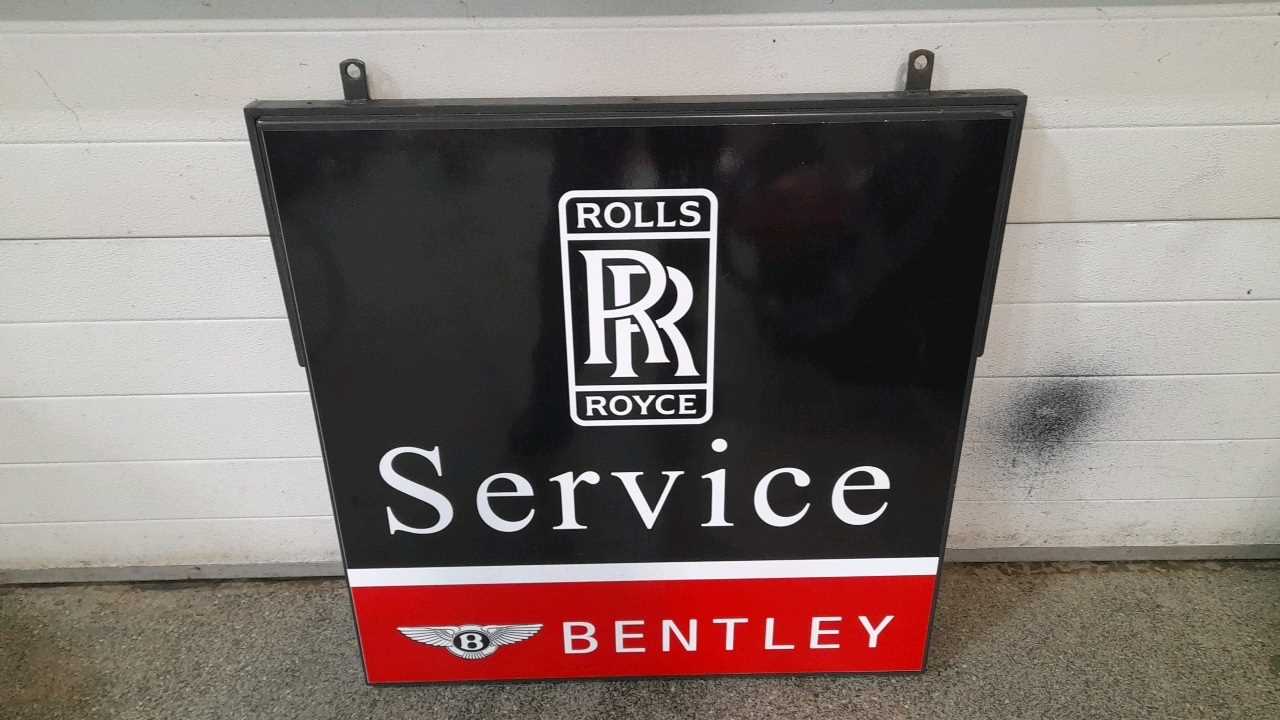 ROLLS
RR
ROYCE
Service
B BENTLEY